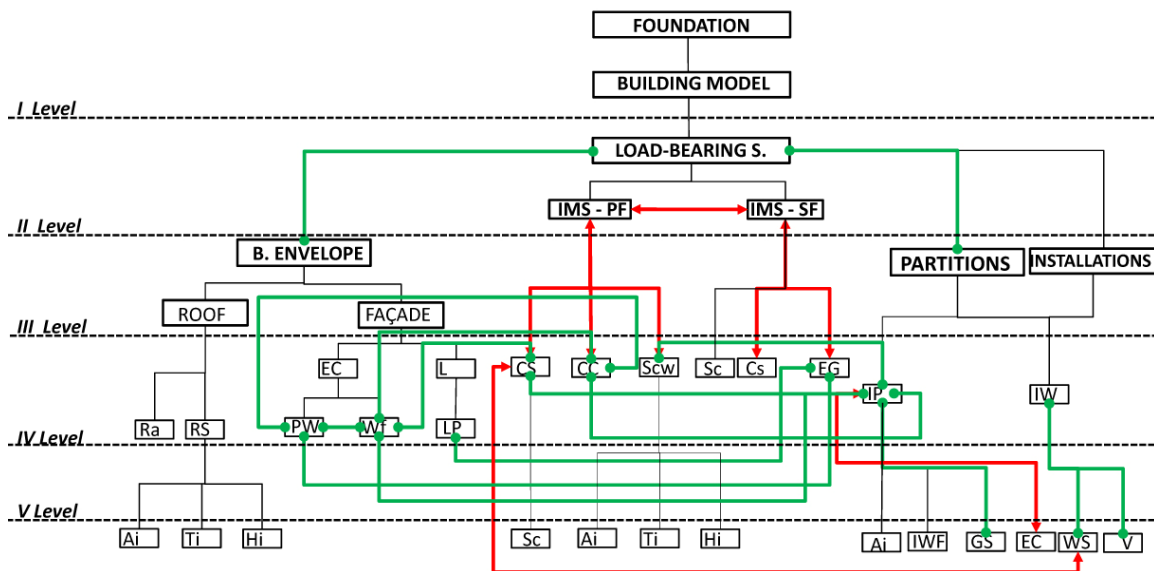 FOUNDATION
BUILDING MODEL
I Level
LOAD-BEARING S.
IMS - PF
IMS - SF
II Level
B. ENVELOPE
PARTITIONS
INSTALLATIONS
ROOF
FAÇADE
III Level
EC
L
CS
CC
Scw
Sc
Cs
EG
IP
IW
Ra
RS
PW
Wf
LP
IV Level
V Level
Ai
Ti
Hi
Sc
Ai
Ti
Hi
Ai
IWF
GS
EC
WS
V